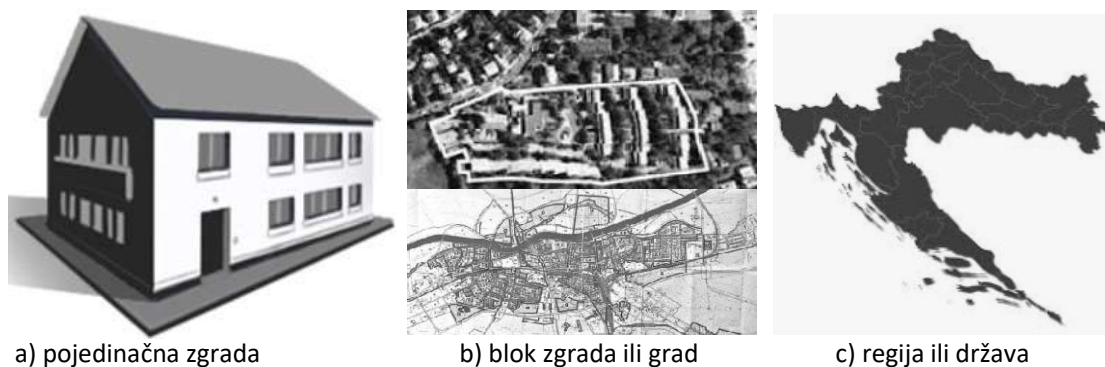 a) pojedinačna zgrada b) blok zgrada ili grad c) regija ili država